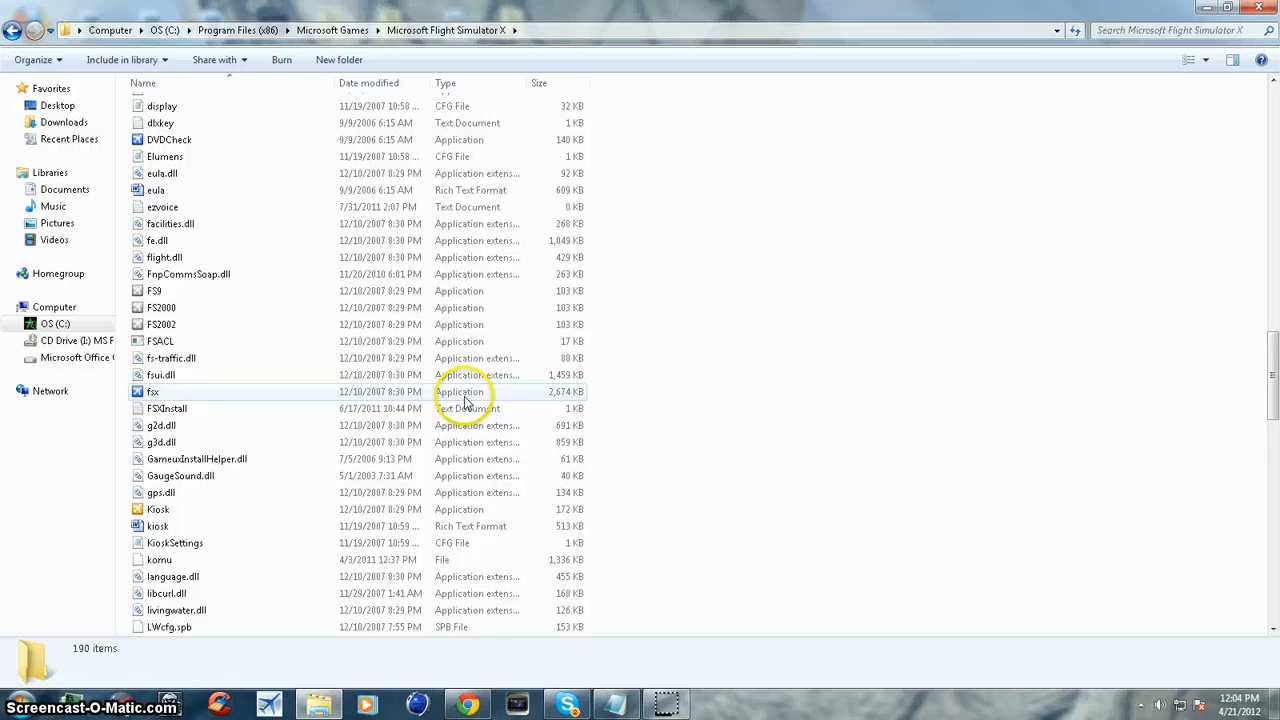 Computer ▸ OS (C:) ▸ Program Files (x86) ▸ Microsoft Games ▸ Microsoft Flight Simulator X ▸
Search Microsoft Flight Simulator X
Organize Include in library Share with Burn New folder
Name Date modified Type Size
Favorites
Desktop
Downloads
Recent Places
Libraries
Documents
Music
Pictures
Videos
Homegroup
Computer
OS (C:)
CD Drive (I:) MS F
Microsoft Office
Network
display 11/19/2007 10:58 ... CFG File 32 KB
dlxkey 9/9/2006 6:15 AM Text Document 1 KB
DVDCheck 9/9/2006 6:15 AM Application 140 KB
Elumens 11/19/2007 10:58 ... CFG File 1 KB
eula.dll 12/10/2007 8:29 PM Application extens... 92 KB
eula 9/9/2006 6:15 AM Rich Text Format 609 KB
ezvoice 7/31/2011 2:07 PM Text Document 0 KB
facilities.dll 12/10/2007 8:30 PM Application extens... 268 KB
fe.dll 12/10/2007 8:30 PM Application extens... 1,049 KB
flight.dll 12/10/2007 8:30 PM Application extens... 429 KB
FnpCommsSoap.dll 11/20/2010 6:01 PM Application extens... 263 KB
FS9 12/10/2007 8:29 PM Application 103 KB
FS2000 12/10/2007 8:29 PM Application 103 KB
FS2002 12/10/2007 8:29 PM Application 103 KB
FSACL 12/10/2007 8:29 PM Application 17 KB
fs-traffic.dll 12/10/2007 8:29 PM Application extens... 88 KB
fsui.dll 12/10/2007 8:29 PM Application extens... 1,459 KB
fsx 12/10/2007 8:30 PM Application 2,674 KB
FSXInstall 6/17/2011 10:44 PM Text Document 1 KB
g2d.dll 12/10/2007 8:30 PM Application extens... 691 KB
g3d.dll 12/10/2007 8:30 PM Application extens... 859 KB
GameuxInstallHelper.dll 7/5/2006 9:13 PM Application extens... 61 KB
GaugeSound.dll 5/1/2003 7:31 AM Application extens... 40 KB
gps.dll 12/10/2007 8:29 PM Application extens... 134 KB
Kiosk 12/10/2007 8:29 PM Application 172 KB
kiosk 11/19/2007 10:59 ... Rich Text Format 513 KB
KioskSettings 11/19/2007 10:59 ... CFG File 1 KB
komu 4/3/2011 12:37 PM File 1,336 KB
language.dll 12/10/2007 8:30 PM Application extens... 455 KB
libcurl.dll 11/29/2007 1:41 AM Application extens... 168 KB
livingwater.dll 12/10/2007 8:29 PM Application extens... 126 KB
LWcfg.spb 12/10/2007 7:55 PM SPB File 153 KB
190 items
Screencast-O-Matic.com
12:04 PM
4/21/2012